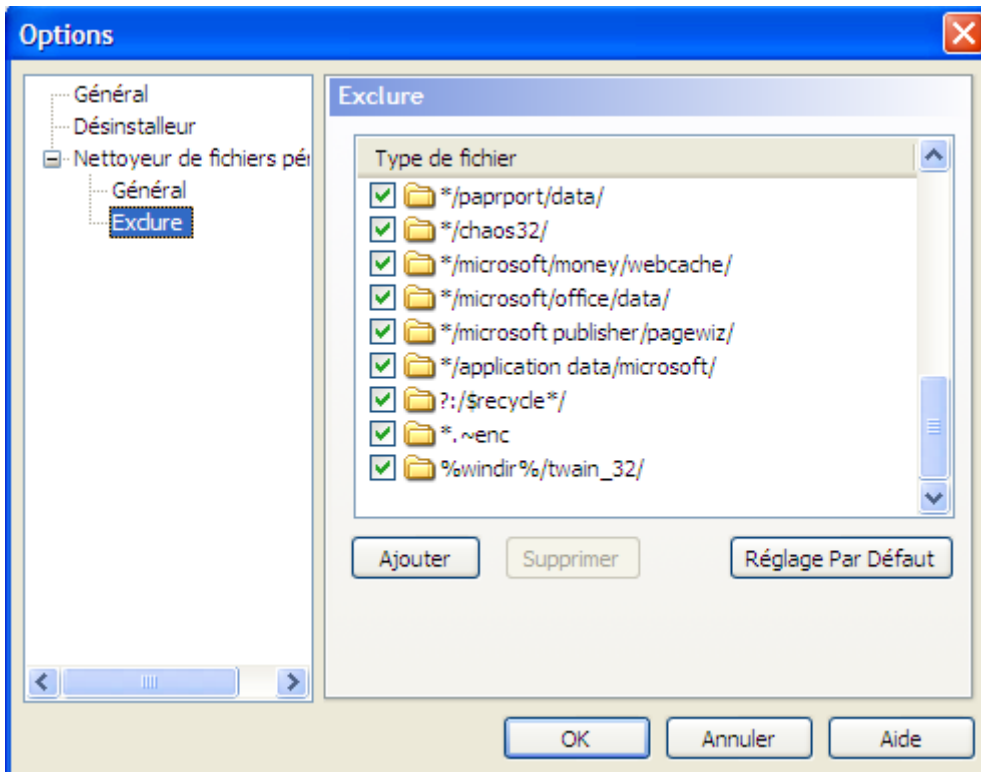 Options
Général
Désinstalleur
Nettoyeur de fichiers pé
Général
Exclure
Exclure
Type de fichier
*/paprport/data/
*/chaos32/
*/microsoft/money/webcache/
*/microsoft/office/data/
*/microsoft publisher/pagewiz/
*/application data/microsoft/
?:/$recycle*/
*.~enc
%windir%/twain_32/
Ajouter
Supprimer
Réglage Par Défaut
OK
Annuler
Aide